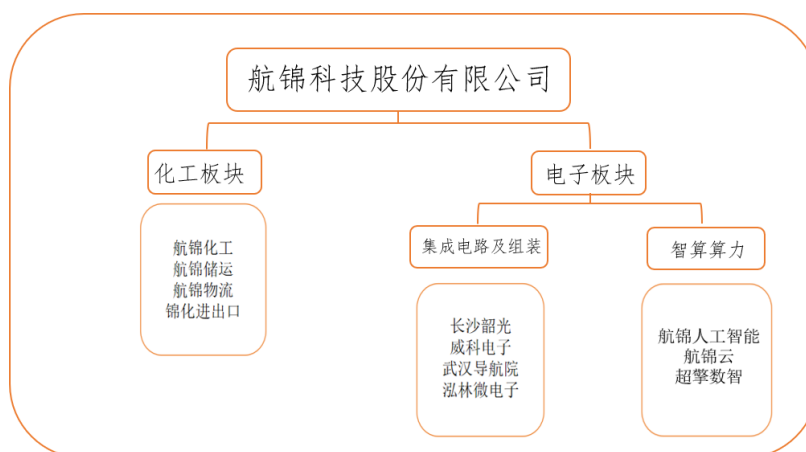 航锦科技股份有限公司
化工板块
电子板块
集成电路及组装
智算算力
航锦化工
航锦储运
航锦物流
锦化进出口
长沙韶光
威科电子
武汉导航院
泓林微电子
航锦人工智能
航锦云
超擎数智